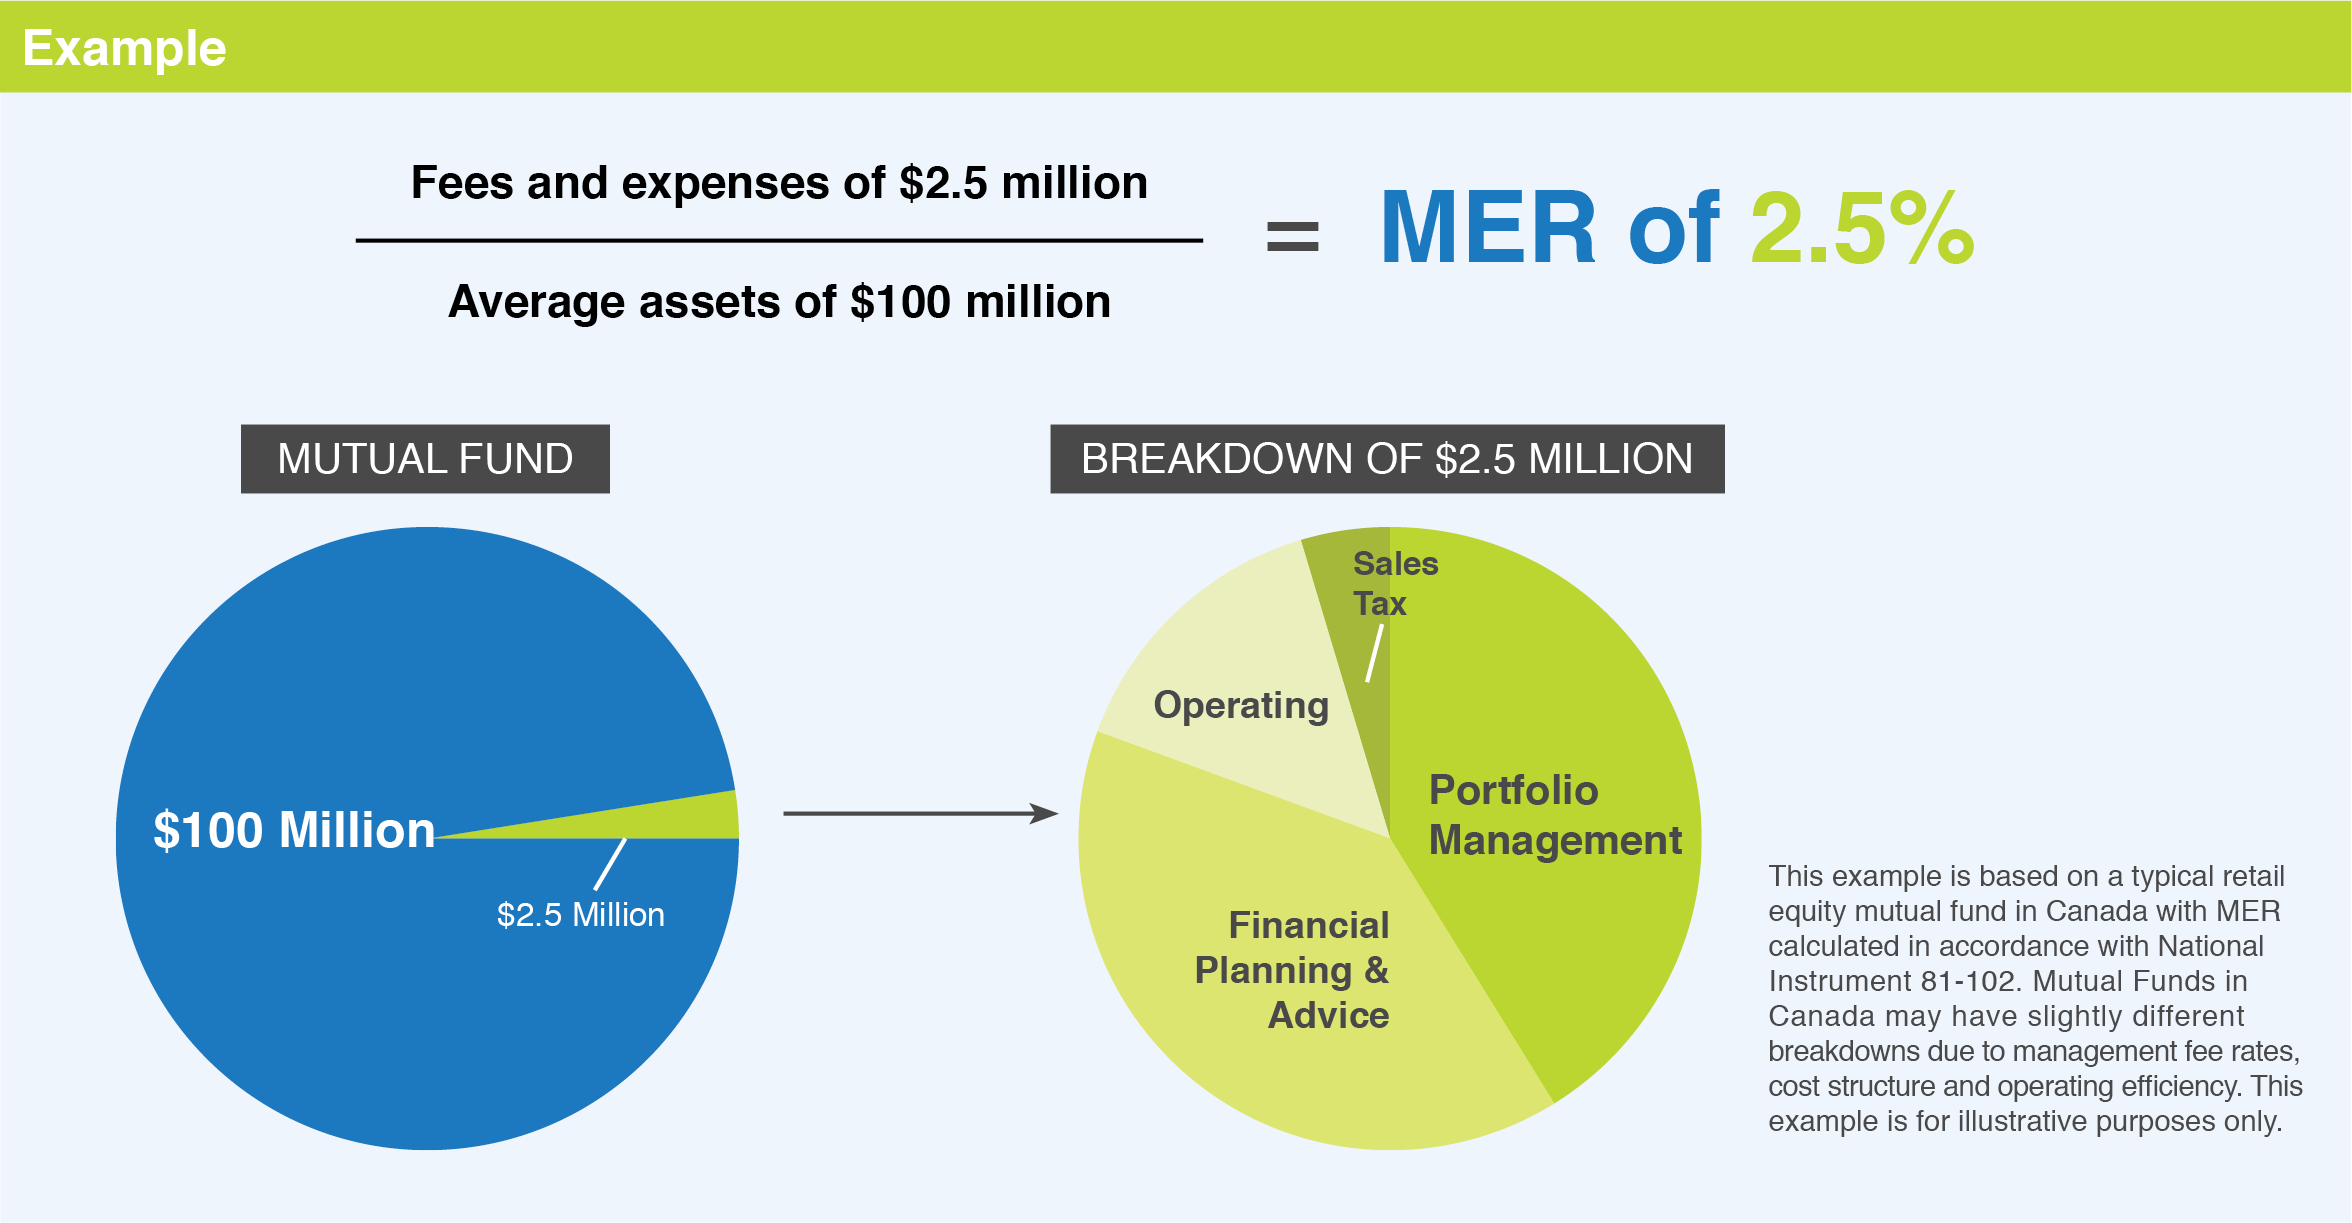 Example
Fees and expenses of $2.5 million
Average assets of $100 million
= MER of 2.5%
MUTUAL FUND
$100 Million
$2.5 Million
BREAKDOWN OF $2.5 MILLION
Sales
Tax
Operating
Portfolio
Management
Financial
Planning &
Advice
This example is based on a typical retail
equity mutual fund in Canada with MER
calculated in accordance with National
Instrument 81-102. Mutual Funds in
Canada may have slightly different
breakdowns due to management fee rates,
cost structure and operating efficiency. This
example is for illustrative purposes only.